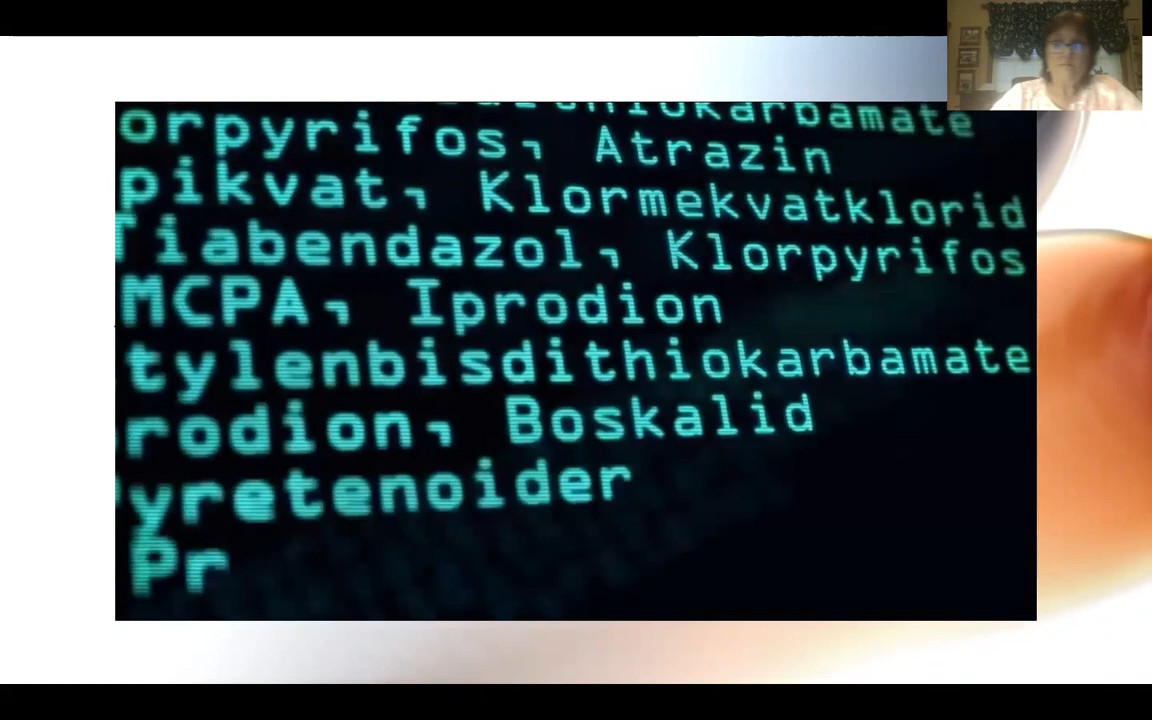 orpyrifos, Atrazin
pikvat, Klormekvatklorid
Tiabendazol, Klorpyrifos
MCPA, Iprodion
tylenbisdithiokarbamate
rodion, Boskalid
yretenoider
Pr